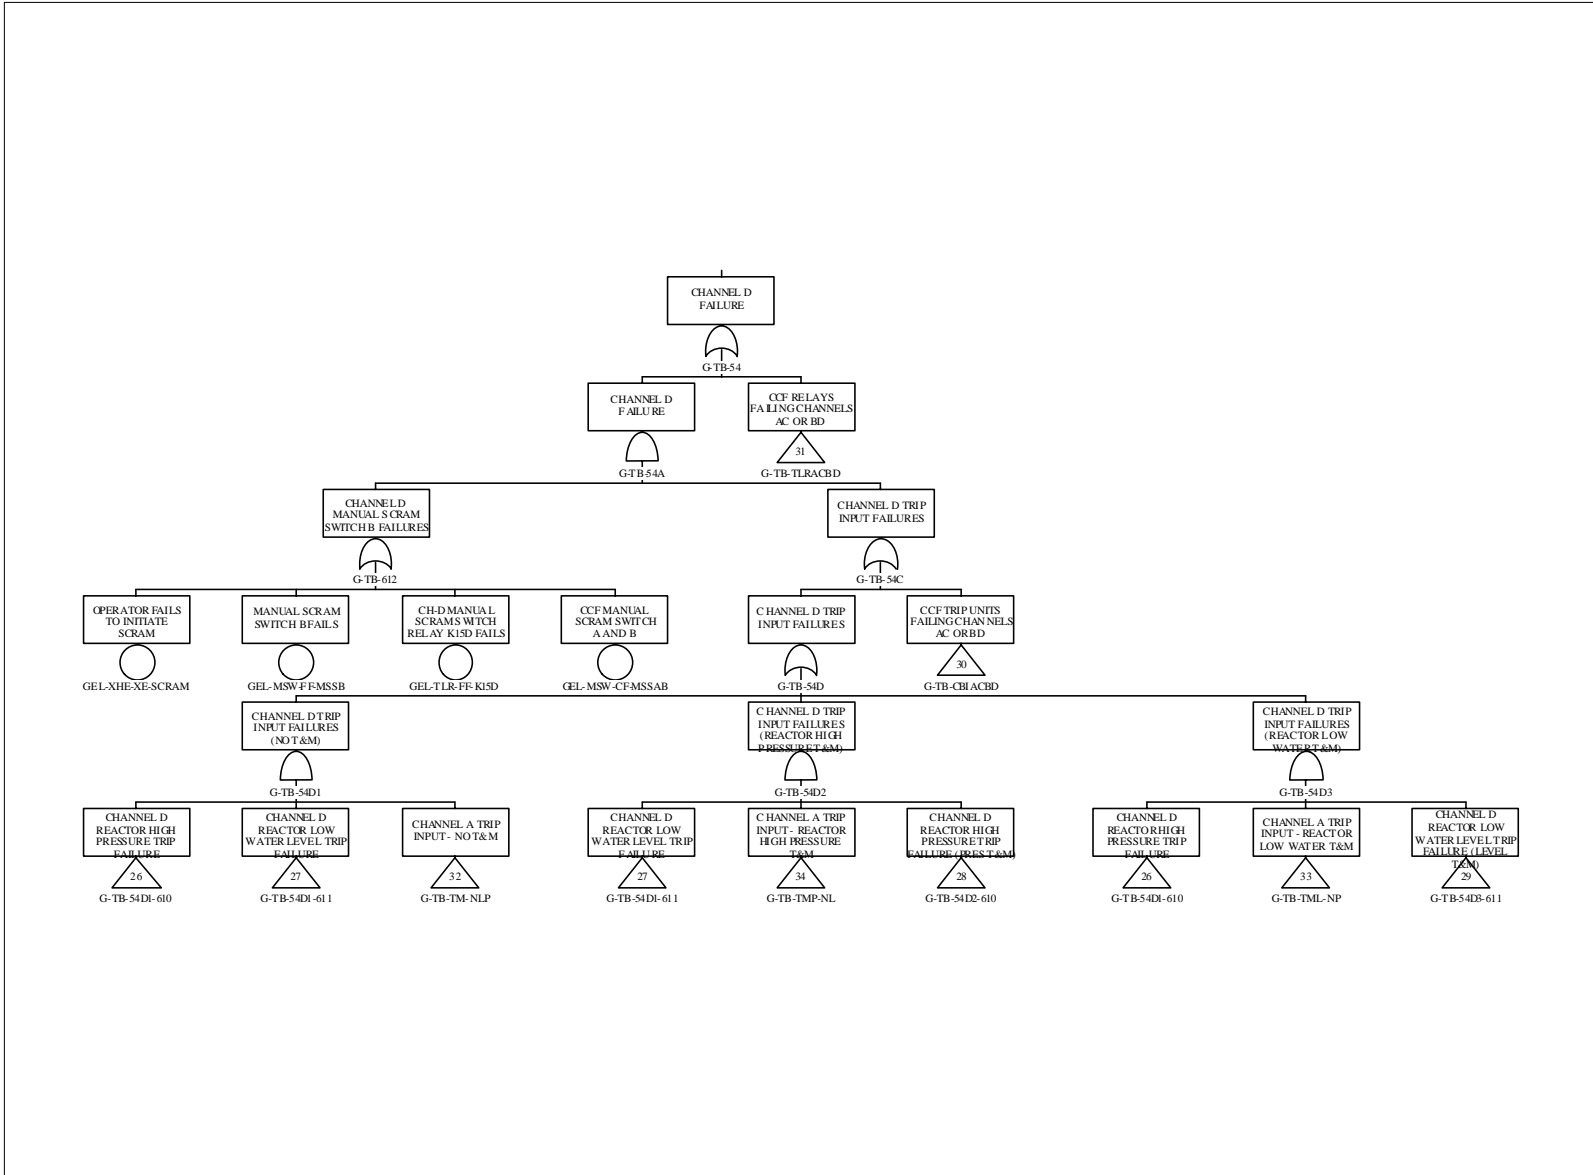 CHANNEL D
FAILURE
G-TB-54
CHANNEL D
FAILURE
G-TB-54A
CCF RELAYS
FAILING CHANNELS
AC OR BD
31
G-TB-TLRACBD
CHANNEL D
MANUAL SCRAM
SWITCH B FAILURES
G-TB-612
CHANNEL D TRIP
INPUT FAILURES
G-TB-54C
OPERATOR FAILS
TO INITIATE
SCRAM
GEL-XHE-XE-SCRAM
MANUAL SCRAM
SWITCH B FAILS
GEL-MSW-FF-MSSB
CH-D MANUAL
SCRAM SWITCH
RELAY K15D FAILS
GEL-TLR-FF-K15D
CCF MANUAL
SCRAM SWITCH
A AND B
GEL-MSW-CF-MSSAB
CHANNEL D TRIP
INPUT FAILURES
G-TB-54D
CCF TRIP UNITS
FAILING CHANNELS
AC OR BD
30
G-TB-CBIACBD
CHANNEL D TRIP
INPUT FAILURES
(NO T&M)
G-TB-54D1
CHANNEL D TRIP
INPUT FAILURES
(REACTOR HIGH
PRESSURE T&M)
G-TB-54D2
CHANNEL D TRIP
INPUT FAILURES
(REACTOR LOW
WATER T&M)
G-TB-54D3
CHANNEL D
REACTOR HIGH
PRESSURE TRIP
FAILURE
26
G-TB-54D1-610
CHANNEL D
REACTOR LOW
WATER LEVEL TRIP
FAILURE
27
G-TB-54D1-611
CHANNEL A TRIP
INPUT - NO T&M
32
G-TB-TM-NLP
CHANNEL D
REACTOR LOW
WATER LEVEL TRIP
FAILURE
27
G-TB-54D1-611
CHANNEL A TRIP
INPUT - REACTOR
HIGH PRESSURE
T&M
34
G-TB-TMP-NL
CHANNEL D
REACTOR HIGH
PRESSURE TRIP
FAILURE (PRES T&M)
28
G-TB-54D2-610
CHANNEL D
REACTOR HIGH
PRESSURE TRIP
FAILURE
26
G-TB-54D1-610
CHANNEL A TRIP
INPUT - REACTOR
LOW WATER T&M
33
G-TB-TML-NP
CHANNEL D
REACTOR LOW
WATER LEVEL TRIP
FAILURE (LEVEL
T&M)
29
G-TB-54D3-611